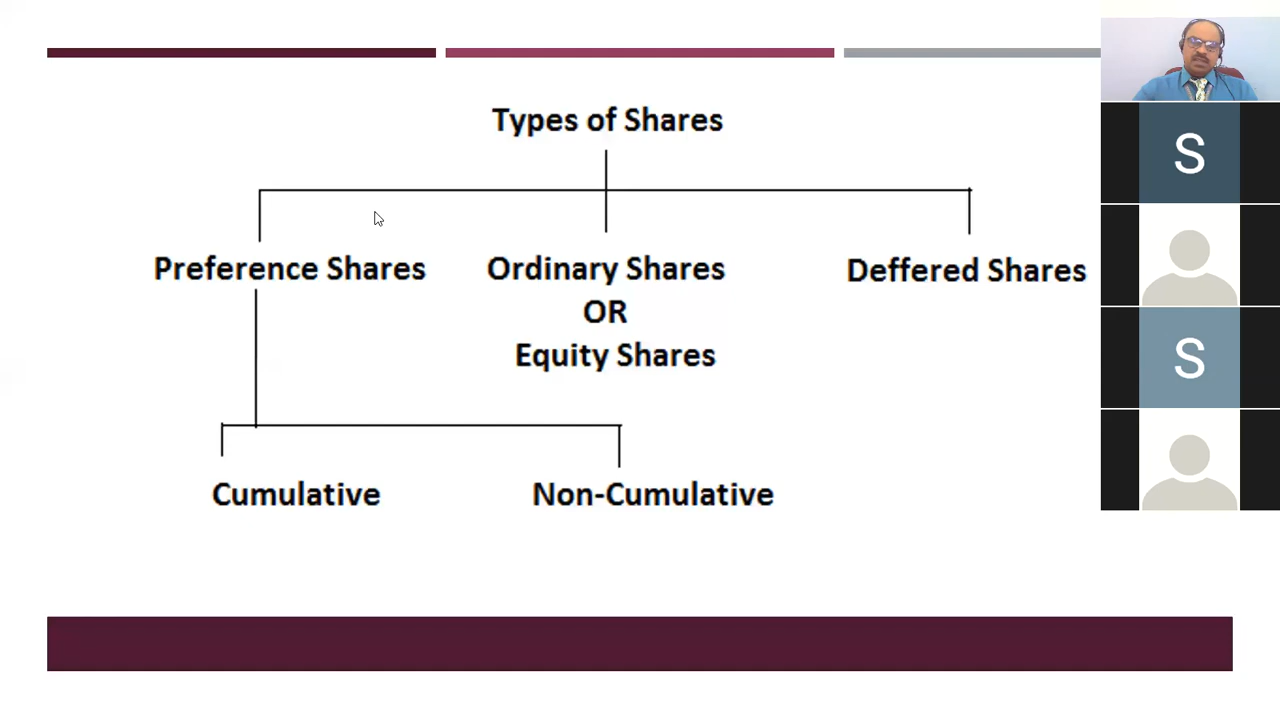 Types of Shares
Preference Shares
Ordinary Shares
OR
Equity Shares
Deffered Shares
Cumulative
Non-Cumulative
S
S